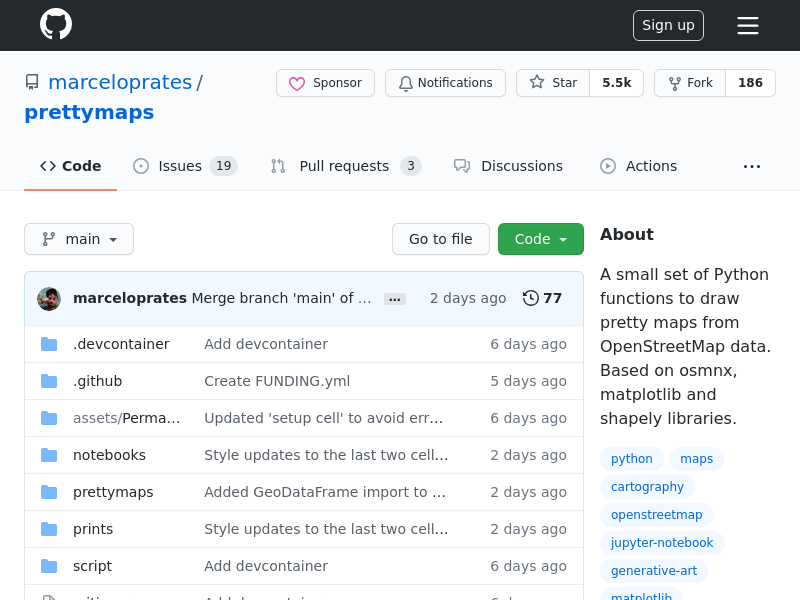 Sign up
marceloprates /
prettymaps
Sponsor
Notifications
Star 5.5k
Fork 186
Code
Issues 19
Pull requests 3
Discussions
Actions
main
Go to file
Code
marceloprates Merge branch 'main' of … … 2 days ago 77
.devcontainer Add devcontainer 6 days ago
.github Create FUNDING.yml 5 days ago
assets/Perma… Updated 'setup cell' to avoid err… 6 days ago
notebooks Style updates to the last two cell… 2 days ago
prettymaps Added GeoDataFrame import to … 2 days ago
prints Style updates to the last two cell… 2 days ago
script Add devcontainer 6 days ago
About
A small set of Python
functions to draw
pretty maps from
OpenStreetMap data.
Based on osmnx,
matplotlib and
shapely libraries.
python maps
cartography
openstreetmap
jupyter-notebook
generative-art
matplotlib